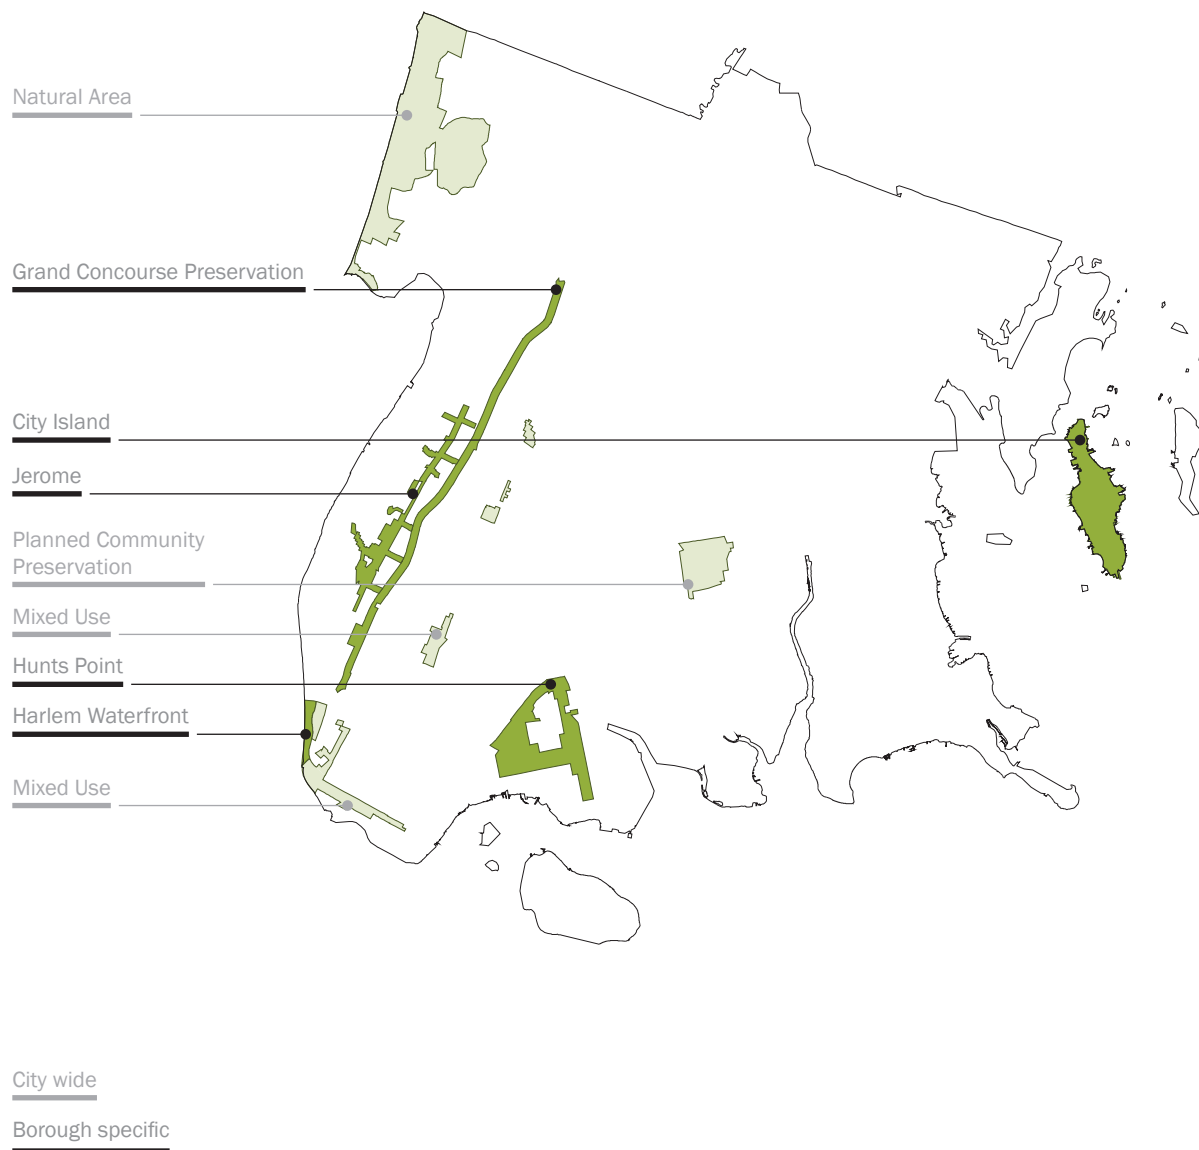 Natural Area
Grand Concourse Preservation
City Island
Jerome
Planned Community
Preservation
Mixed Use
Hunts Point
Harlem Waterfront
Mixed Use
City wide
Borough specific